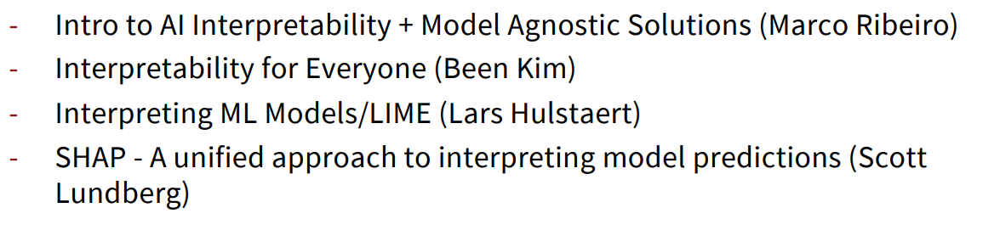 - Intro to AI Interpretability + Model Agnostic Solutions (Marco Ribeiro)
- Interpretability for Everyone (Been Kim)
- Interpreting ML Models/LIME (Lars Hulstaert)
- SHAP - A unified approach to interpreting model predictions (Scott
Lundberg)